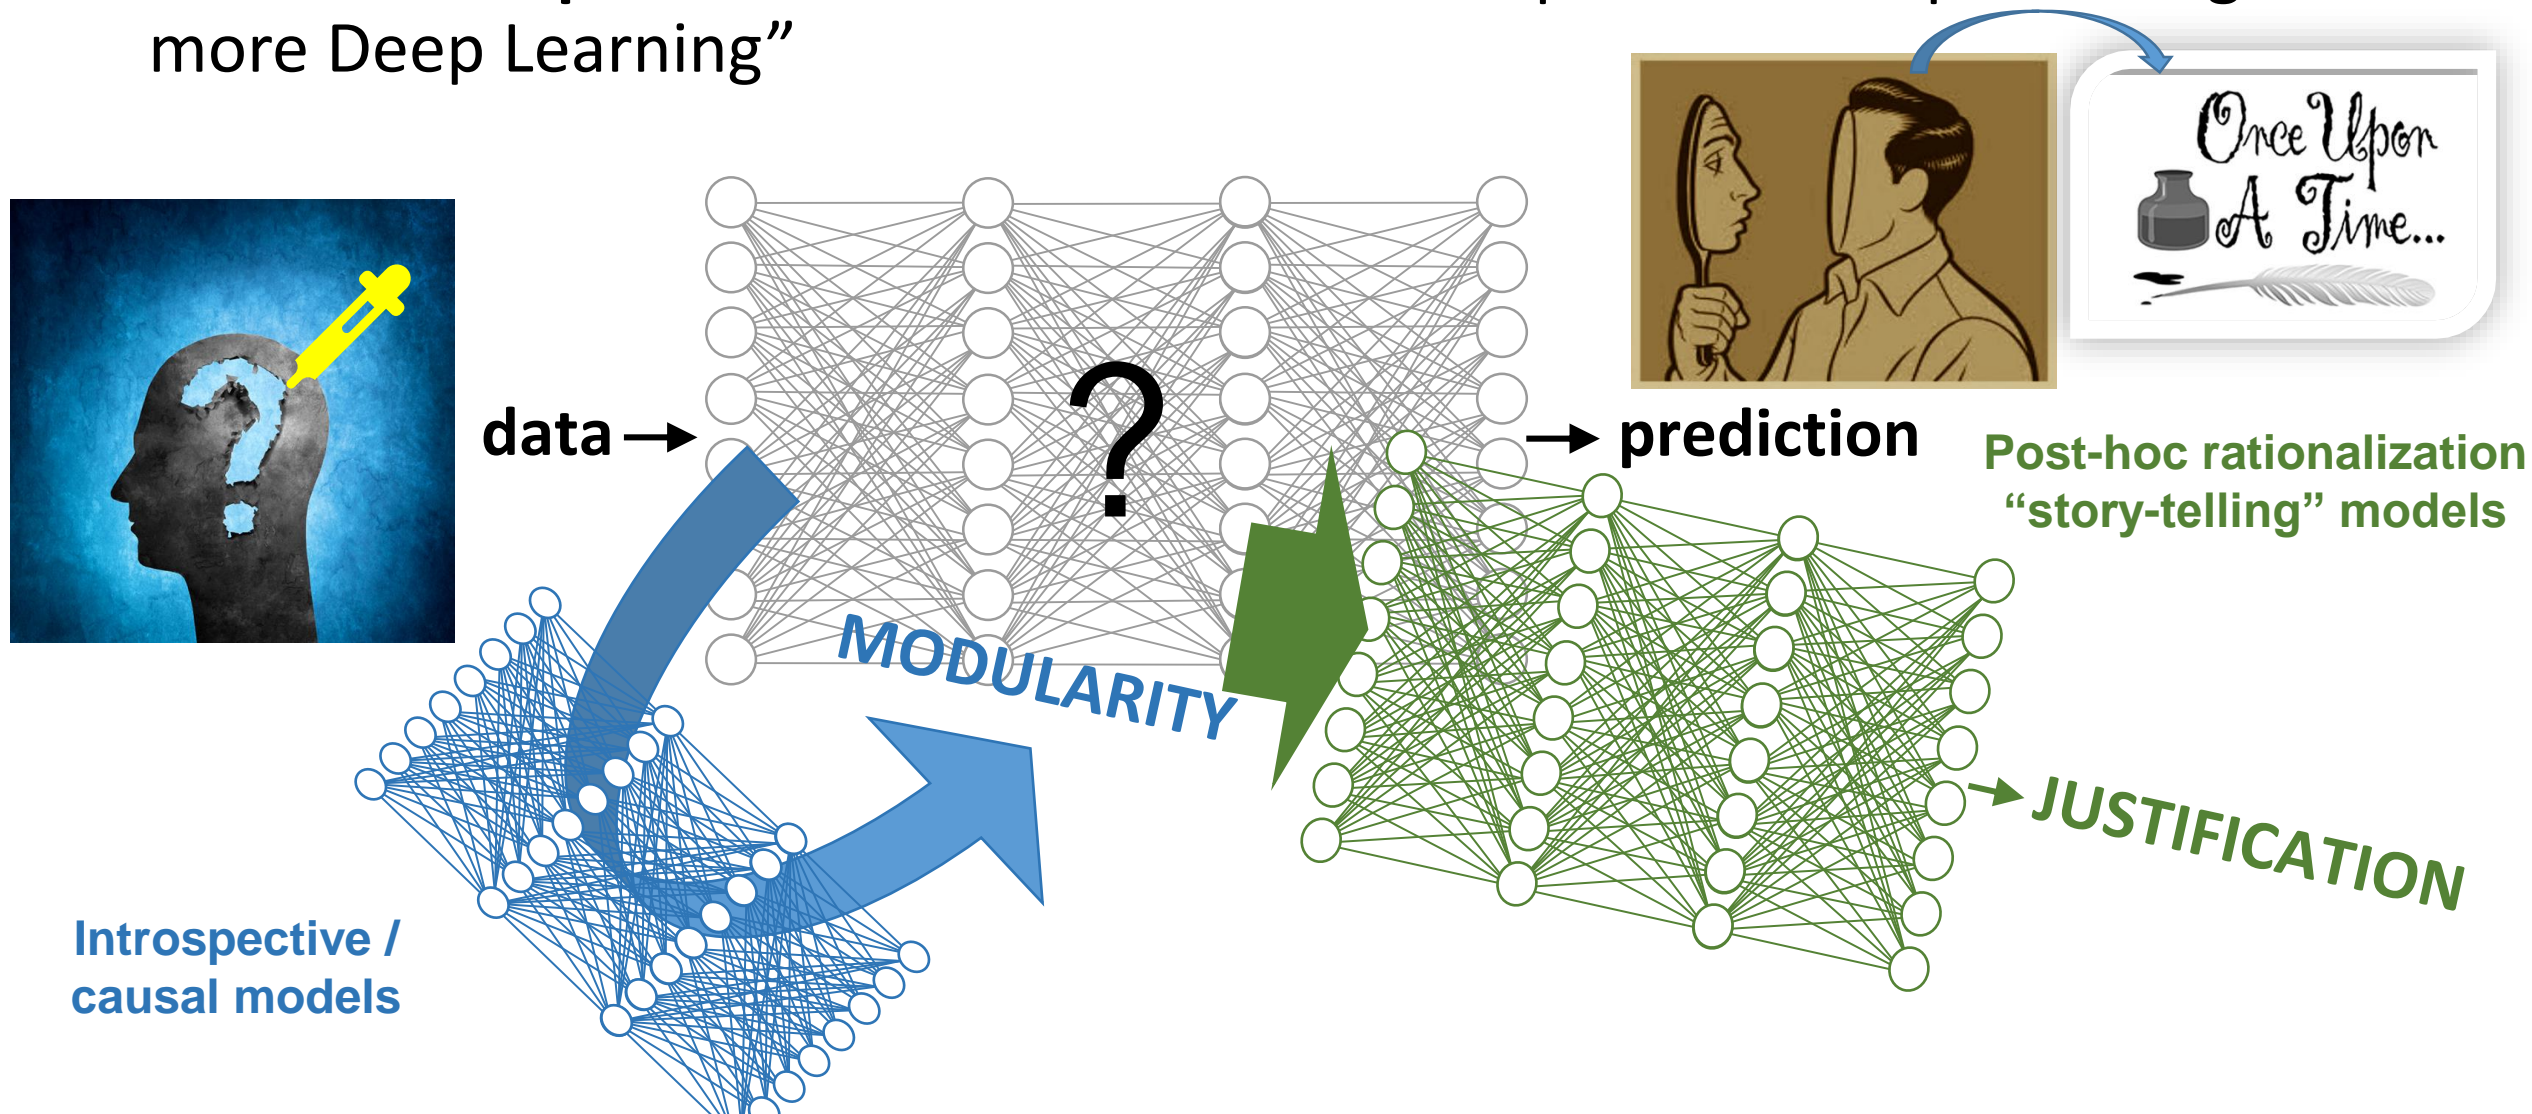 more Deep Learning”
Once Upon
A Time...
?
data
prediction
Post-hoc rationalization
“story-telling” models
MODULARITY
JUSTIFICATION
Introspective /
causal models